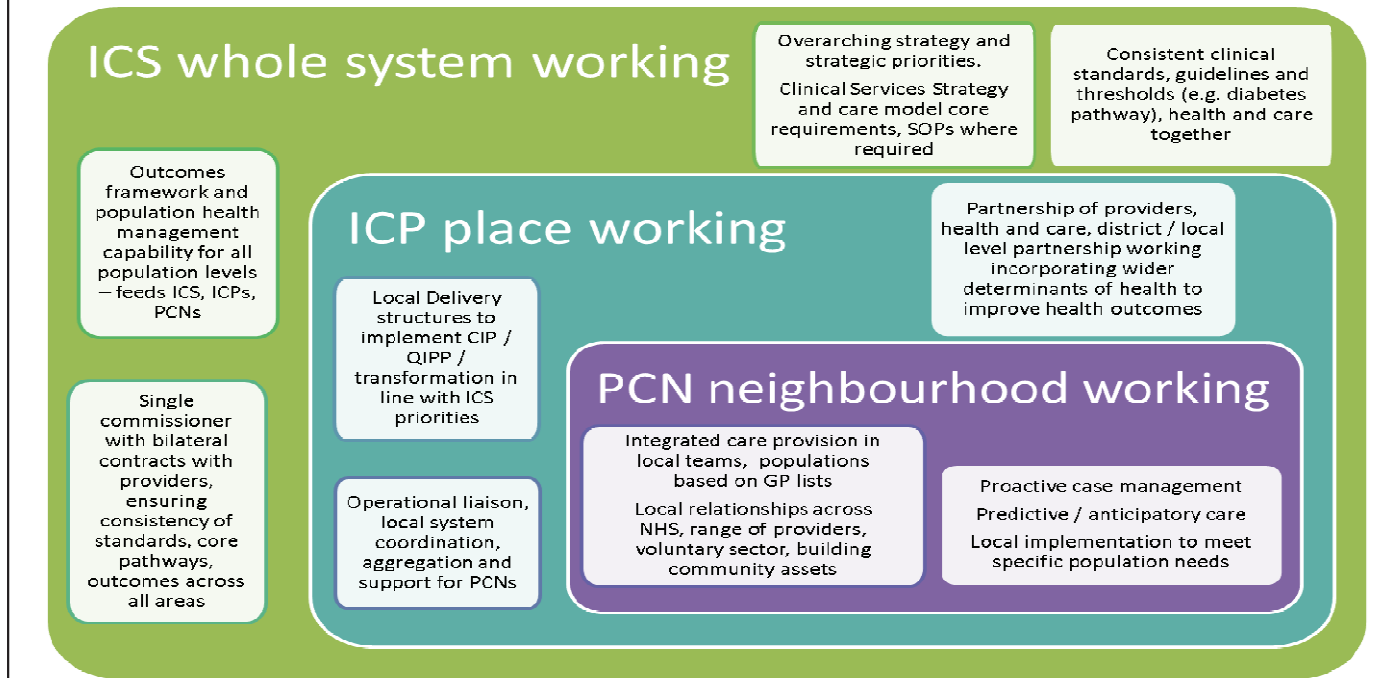 ICS whole system working
Overarching strategy and
strategic priorities.
Clinical Services Strategy
and care model core
requirements, SOPs where
required
Consistent clinical
standards, guidelines and
thresholds (e.g. diabetes
pathway), health and care
together
Outcomes
framework and
population health
management
capability for all
population levels
– feeds ICS, ICPs,
PCNs
Single
commissioner
with bilateral
contracts with
providers,
ensuring
consistency of
standards, core
pathways,
outcomes across
all areas
ICP place working
Partnership of providers,
health and care, district / local
level partnership working
incorporating wider
determinants of health to
improve health outcomes
Local Delivery
structures to
implement CIP /
QIPP /
transformation in
line with ICS
priorities
Operational liaison,
local system
coordination,
aggregation and
support for PCNs
PCN neighbourhood working
Integrated care provision in
local teams, populations
based on GP lists
Local relationships across
NHS, range of providers,
voluntary sector, building
community assets
Proactive case management
Predictive / anticipatory care
Local implementation to meet
specific population needs